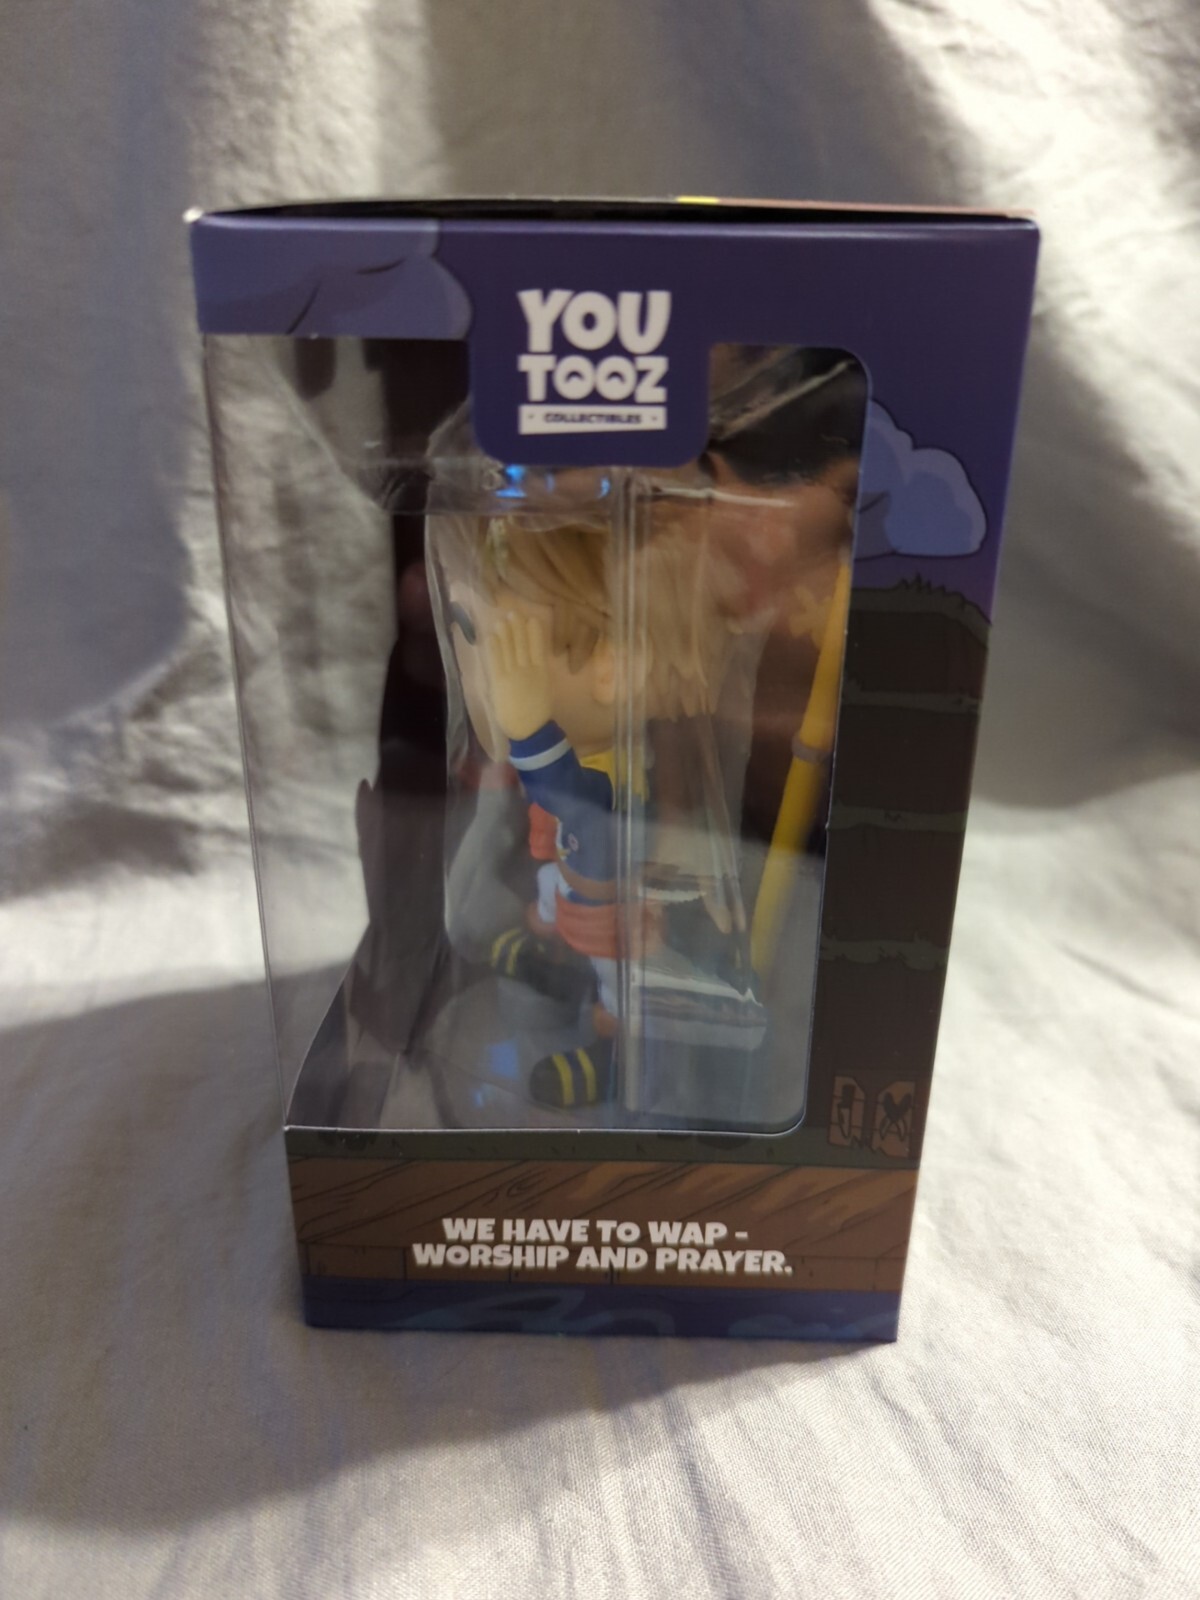 YOU
TOOZ
- COLLECTIBLES -
WE HAVE TO WAP -
WORSHIP AND PRAYER.